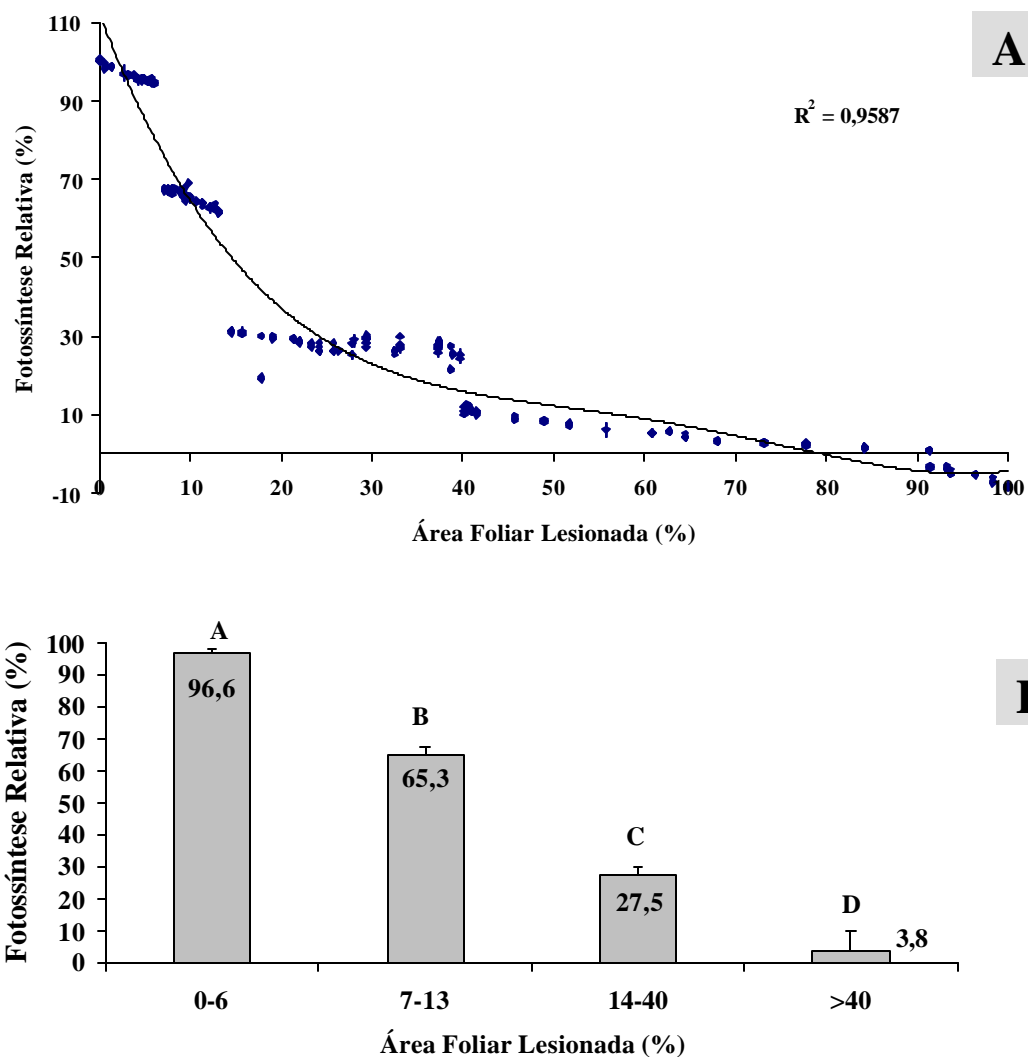 A
Fotossíntese Relativa (%)
110
90
70
50
30
10
-10
R² = 0,9587
0 10 20 30 40 50 60 70 80 90 100
Área Foliar Lesionada (%)
Fotossíntese Relativa (%)
100
90
80
70
60
50
40
30
20
10
0
A
96,6
B
65,3
C
27,5
D
3,8
0-6 7-13 14-40 >40
Área Foliar Lesionada (%)